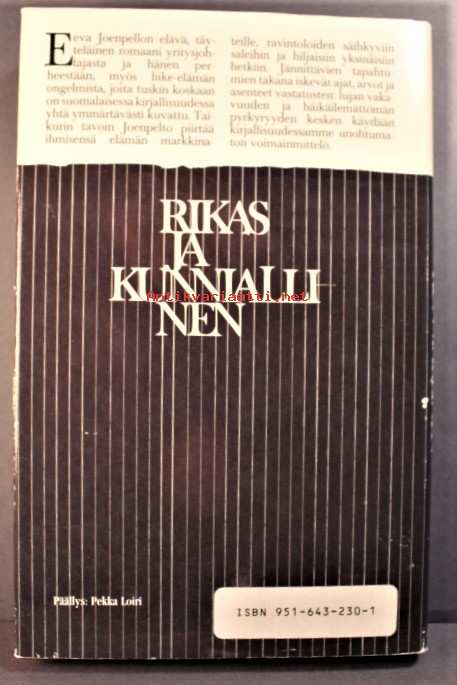 Eeva Joenpellon elävä, täy-
teläinen romaani yritysjoh-
tajasta ja hänen per-
heestään, myös liike-elämän
ongelmista, joita tuskin koskaan
on suomalaisessa kirjallisuudessa
yhtä ymmärtävästi kuvattu. Tai-
kurin tavoin Joenpelto piirtää
ihmisensä elämän markkina-
teille, ravintoloiden säihkyviin
saleihin ja hiljaisiin yksinäisiin
hetkiin. Jännittävien tapahtu-
mien takana iskevät ajat, arvot ja
asenteet vastatusten: lujan vaka-
vuuden ja häikäilemättömän
pyrkyryyden kesken käydään
kirjallisuudessamme unohtuma-
ton voimainmittelö.
RIKAS
JA
KUNNIALLI
NEN
antikvariaatti.net
Päällys: Pekka Loiri
ISBN 951-643-230-1